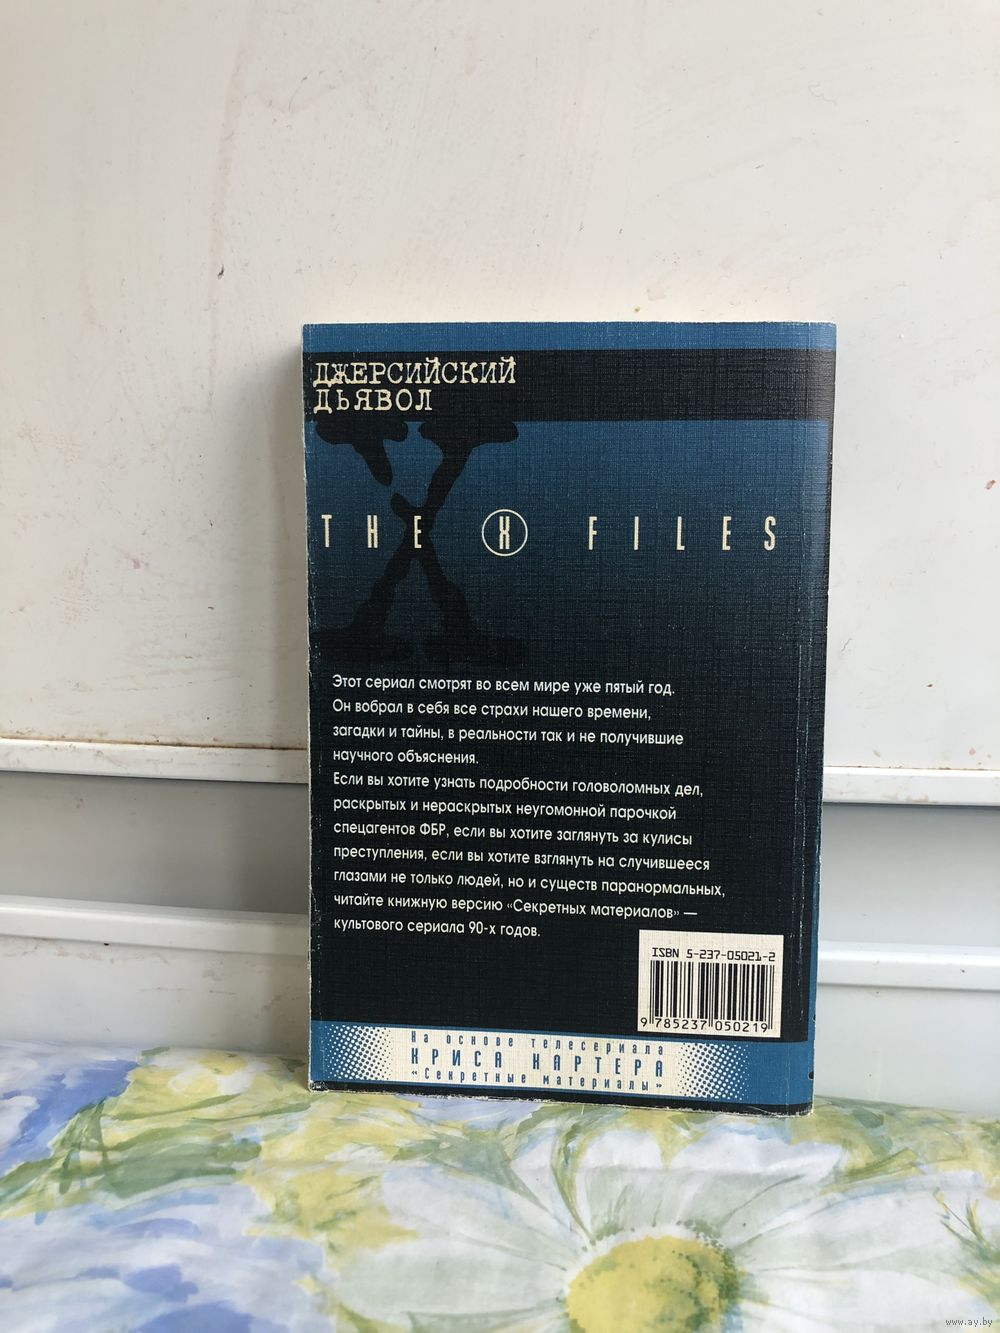 ДЖЕРСИЙСКИЙ
ДЬЯВОЛ
THE X FILES
Этот сериал смотрят во всем мире уже пятый год.
Он вобрал в себя все страхи нашего времени,
загадки и тайны, в реальности так и не получившие
научного объяснения.
Если вы хотите узнать подробности головоломных дел,
раскрытых и нераскрытых неугомонной парочкой
спецагентов ФБР, если вы хотите заглянуть за кулисы
преступления, если вы хотите взглянуть на случившееся
глазами не только людей, но и существ паранормальных,
читайте книжную версию «Секретных материалов» —
культового сериала 90-х годов.
ISBN 5-237-05021-2
9 785237 050219
На основе телесериала
КРИСА КАРТЕРА
«Секретные материалы»
www.ay.by